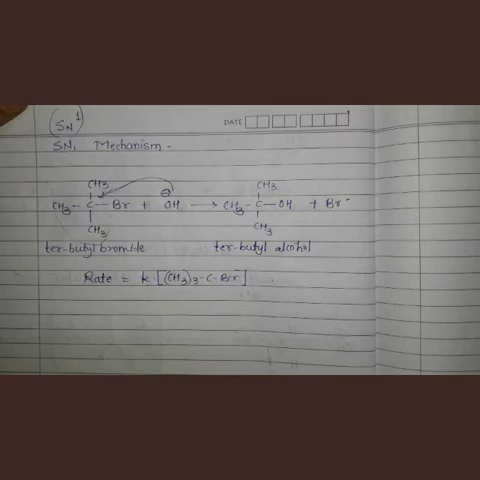 SN1
DATE
SN1 Mechanism -
CH3
CH3 - C - Br + ⊖OH → CH3 - C - OH + Br-
CH3
CH3
CH3
ter-butyl bromide ter-butyl alcohol
Rate = k [(CH3)3-C-Br]